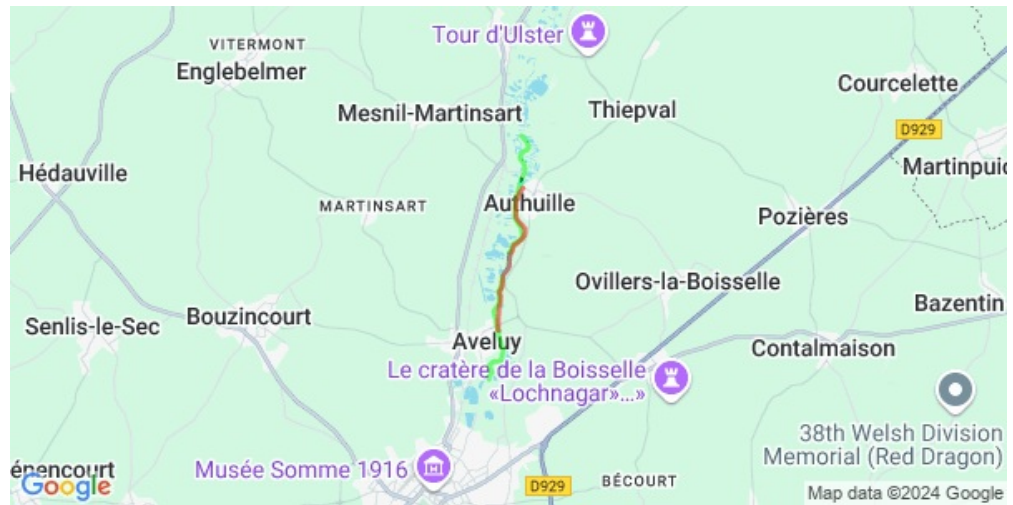 Tour d'Ulster
VITERMONT
Englebelmer
Courcelette
Mesnil-Martinsart
Thiepval
D929
Martinpuic
Hédauville
MARTINSART
Authuille
Pozières
Ovillers-la-Boisselle
Bazentin
Senlis-le-Sec
Bouzincourt
Aveluy
Contalmaison
Le cratère de la Boisselle
«Lochnagar»...»
38th Welsh Division
Memorial (Red Dragon)
énencourt
Musée Somme 1916
D929
BÉCOURT
Google
Map data ©2024 Google